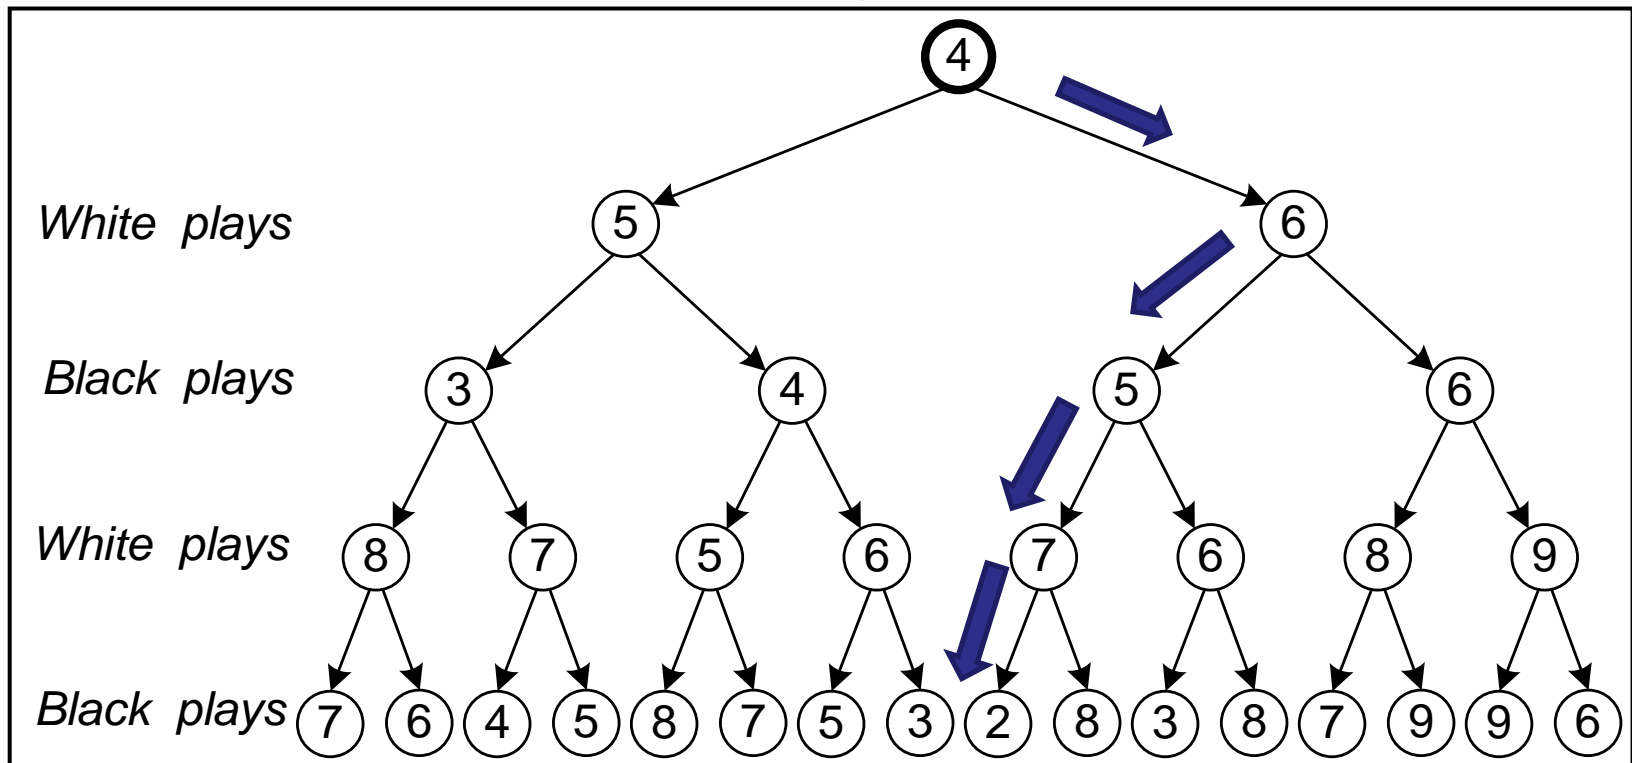 4
White plays 5 6
Black plays 3 4 5 6
White plays 8 7 5 6 7 6 8 9
Black plays 7 6 4 5 8 7 5 3 2 8 3 8 7 9 9 6